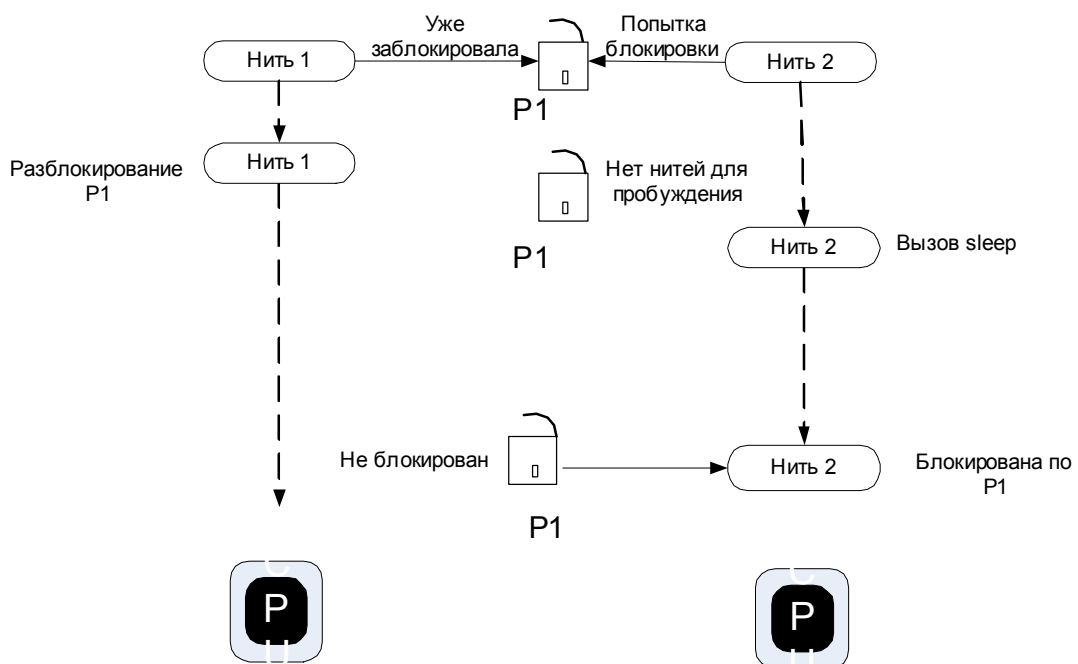 Уже
заблокировала
Попытка
блокировки
Нить 1
Нить 2
P1
Нить 1
Разблокирование
P1
Нет нитей для
пробуждения
P1
Нить 2
Вызов sleep
Не блокирован
Нить 2
Блокирована по
P1
P1
C
P
U
C
P
U